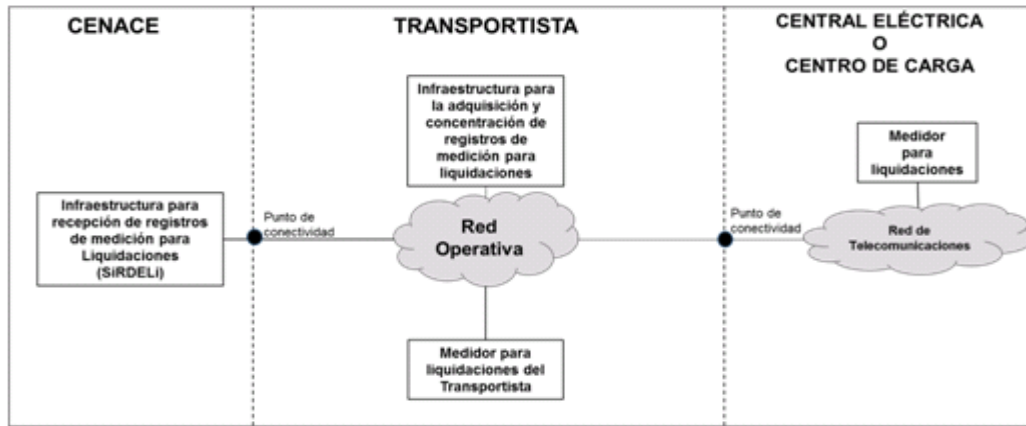 CENACE
TRANSPORTISTA
CENTRAL ELÉCTRICA
O
CENTRO DE CARGA
Infraestructura para
la adquisición y
concentración de
registros de
medición para
liquidaciones
Medidor
para
liquidaciones
Infraestructura para
recepción de registros
de medición para
Liquidaciones
(SiRDELi)
Punto de
conectividad
Red
Operativa
Punto de
conectividad
Red de
Telecomunicaciones
Medidor para
liquidaciones del
Transportista